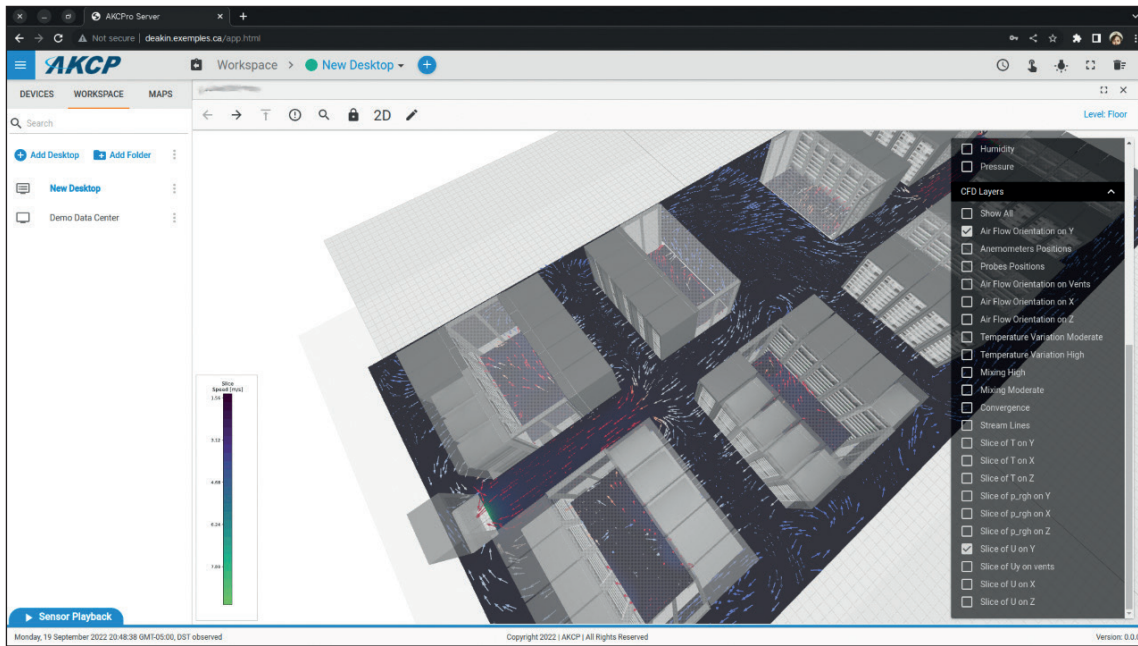 AKCPro Server
Not secure | deakin.exemples.ca/app.html
AKCP
Workspace > New Desktop
DEVICES WORKSPACE MAPS
Search
2D
Level: Floor
Add Desktop Add Folder
New Desktop
Demo Data Center
Humidity
Pressure
CFD Layers
Show All
Air Flow Orientation on Y
Anemometers Positions
Probes Positions
Air Flow Orientation on Vents
Air Flow Orientation on X
Air Flow Orientation on Z
Temperature Variation Moderate
Temperature Variation High
Mixing High
Mixing Moderate
Convergence
Stream Lines
Slice of T on Y
Slice of T on X
Slice of T on Z
Slice of p_rgh on Y
Slice of p_rgh on X
Slice of p_rgh on Z
Slice of U on Y
Slice of Uy on vents
Slice of U on X
Slice of U on Z
Slice
Speed [m/s]
Sensor Playback
Monday, 19 September 2022 20:48:38 GMT-05:00, DST observed
Copyright 2022 | AKCP | All Rights Reserved
Version: 0.0.0